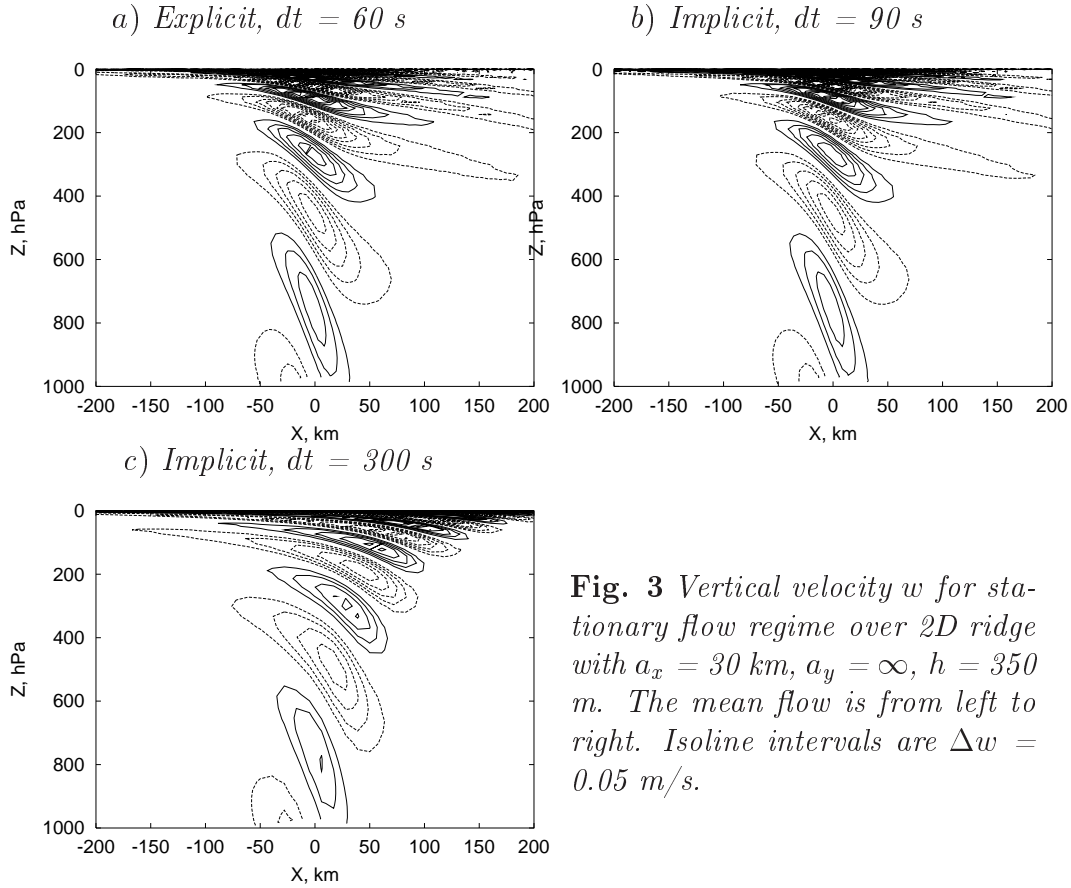 a) Explicit, dt = 60 s
b) Implicit, dt = 90 s
0
200
400
600
800
1000
Z, hPa
-200 -150 -100 -50 0 50 100 150 200
X, km
0
200
400
600
800
1000
Z, hPa
-200 -150 -100 -50 0 50 100 150 200
X, km
c) Implicit, dt = 300 s
0
200
400
600
800
1000
Z, hPa
-200 -150 -100 -50 0 50 100 150 200
X, km
Fig. 3 Vertical velocity w for sta-
tionary flow regime over 2D ridge
with aₓ = 30 km, a_y = ∞, h = 350
m. The mean flow is from left to
right. Isoline intervals are Δw =
0.05 m/s.